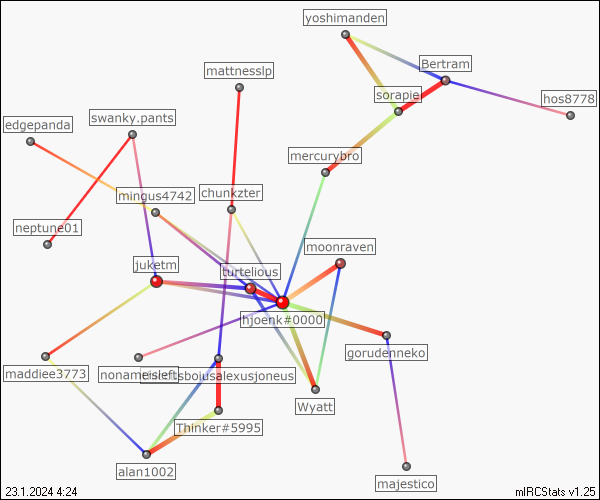 yoshimanden
Bertram
mattnesslp
sorapie
hos8778
swanky.pants
edgepanda
mercurybro
mingus4742
chunkzter
neptune01
moonraven
juketm
turtelious
hjoenk#0000
gorudenneko
maddiee3773
nonameisleft
Wyatt
Thinker#5995
alan1002
majestico
23.1.2024 4:24
mIRCStats v1.25